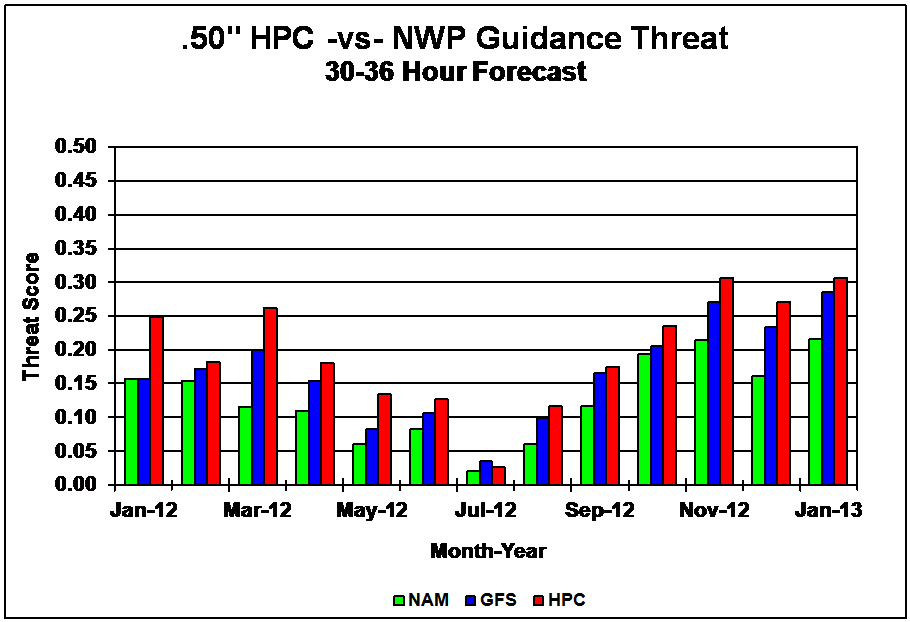 .50" HPC -vs- NWP Guidance Threat
30-36 Hour Forecast
0.50
0.45
0.40
0.35
0.30
0.25
0.20
0.15
0.10
0.05
0.00
Threat Score
Jan-12 Mar-12 May-12 Jul-12 Sep-12 Nov-12 Jan-13
Month-Year
NAM GFS HPC